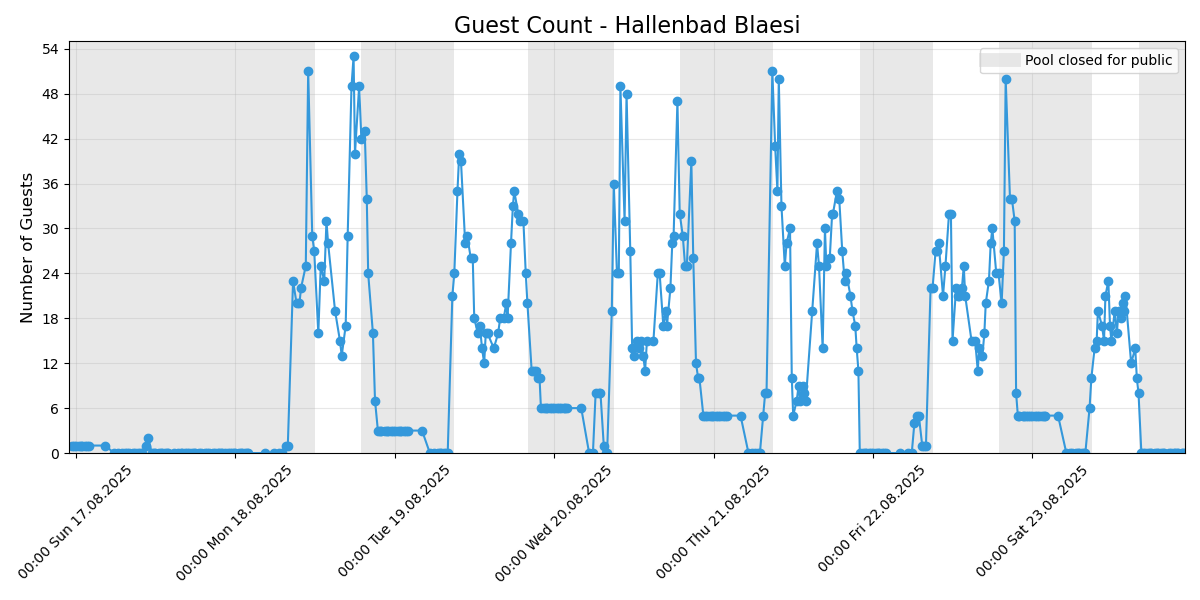 Guest Count - Hallenbad Blaesi
Pool closed for public
Number of Guests
54
48
42
36
30
24
18
12
6
0
00:00 Sun 17.08.2025
00:00 Mon 18.08.2025
00:00 Tue 19.08.2025
00:00 Wed 20.08.2025
00:00 Thu 21.08.2025
00:00 Fri 22.08.2025
00:00 Sat 23.08.2025